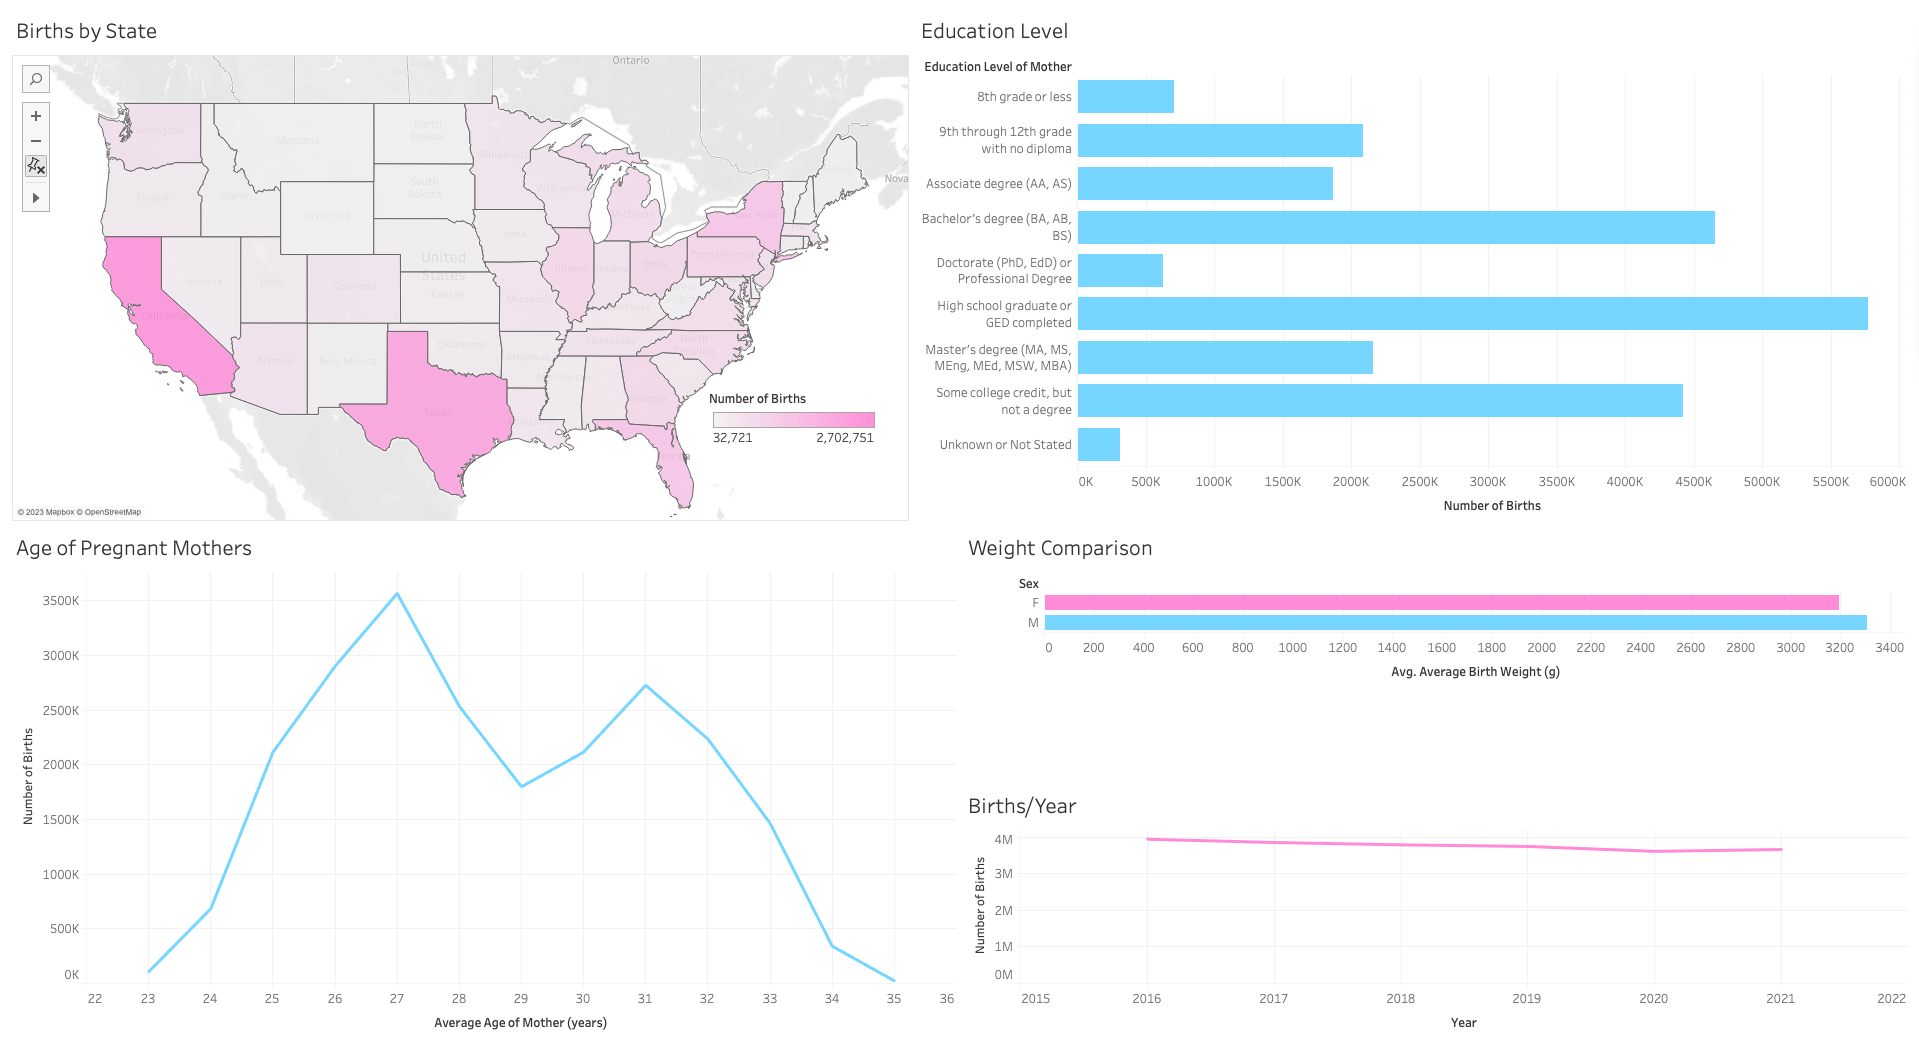 Births by State
Ontario
Washington
Montana
North
Dakota
Minnesota
Maine
Nova
Oregon
Idaho
South
Dakota
Wisconsin
VT
Wyoming
Michigan
New York
Iowa
United
States
Nevada
Utah
Colorado
Kansas
Illinois
Indiana
Ohio
Pennsylvania
West
Virginia
Missouri
Kentucky
California
Arizona
New Mexico
Oklahoma
Arkansas
Tennessee
North
Carolina
Mississippi
Georgia
Texas
Florida
Number of Births
32,721
2,702,751
© 2023 Mapbox © OpenStreetMap
Education Level
Education Level of Mother
8th grade or less
9th through 12th grade
with no diploma
Associate degree (AA, AS)
Bachelor's degree (BA, AB,
BS)
Doctorate (PhD, EdD) or
Professional Degree
High school graduate or
GED completed
Master's degree (MA, MS,
MEng, MEd, MSW, MBA)
Some college credit, but
not a degree
Unknown or Not Stated
0K 500K 1000K 1500K 2000K 2500K 3000K 3500K 4000K 4500K 5000K 5500K 6000K
Number of Births
Age of Pregnant Mothers
3500K
3000K
2500K
2000K
1500K
1000K
500K
0K
Number of Births
22 23 24 25 26 27 28 29 30 31 32 33 34 35 36
Average Age of Mother (years)
Weight Comparison
Sex
F
M
0 200 400 600 800 1000 1200 1400 1600 1800 2000 2200 2400 2600 2800 3000 3200 3400
Avg. Average Birth Weight (g)
Births/Year
4M
3M
2M
1M
0M
Number of Births
2015 2016 2017 2018 2019 2020 2021 2022
Year